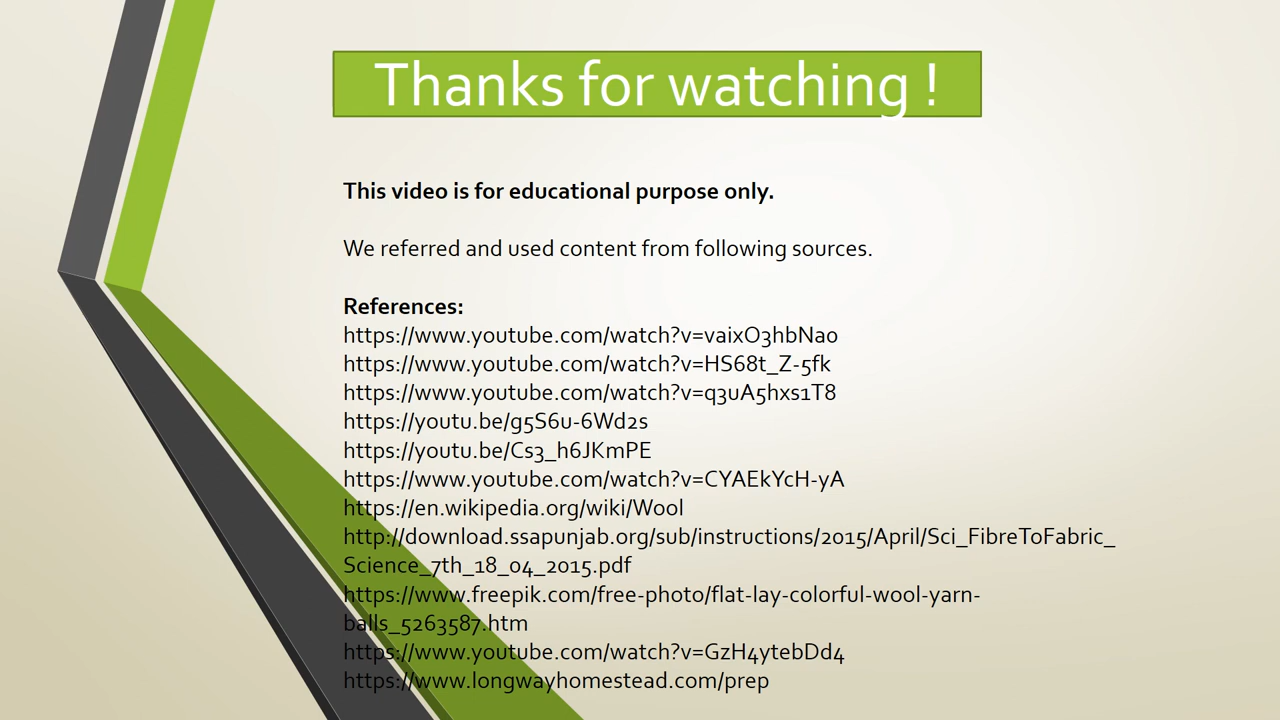 Thanks for watching !
This video is for educational purpose only.
We referred and used content from following sources.
References:
https://www.youtube.com/watch?v=vaixO3hbNao
https://www.youtube.com/watch?v=HS68t_Z-5fk
https://www.youtube.com/watch?v=q3uA5hxs1T8
https://youtu.be/g5S6u-6Wd2s
https://youtu.be/Cs3_h6JKmPE
https://www.youtube.com/watch?v=CYAEkYcH-yA
https://en.wikipedia.org/wiki/Wool
http://download.ssapunjab.org/sub/instructions/2015/April/Sci_FibreToFabric_
Science_7th_18_04_2015.pdf
https://www.freepik.com/free-photo/flat-lay-colorful-wool-yarn-
balls_5263587.htm
https://www.youtube.com/watch?v=GzH4ytebDd4
https://www.longwayhomestead.com/prep